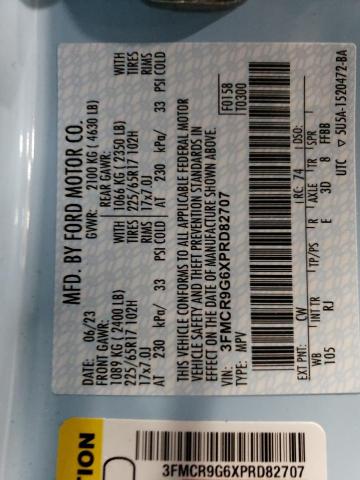 MFD. BY FORD MOTOR CO.
DATE: 06/23 GVWR: 2100 KG ( 4630 LB)
FRONT GAWR: REAR GAWR:
1089 KG ( 2400 LB) 1066 KG ( 2350 LB) WITH
225/65R17 102H 225/65R17 102H TIRES
17x7.0J 17x7.0J RIMS
AT 230 kPa/ 33 PSI COLD AT 230 kPa/ 33 PSI COLD
THIS VEHICLE CONFORMS TO ALL APPLICABLE FEDERAL MOTOR
VEHICLE SAFETY AND THEFT PREVENTION STANDARDS IN
EFFECT ON THE DATE OF MANUFACTURE SHOWN ABOVE.
VIN: 3FMCR9G6XPRD82707
TYPE: MPV
F0158
T0300
EXT PNT: CW RC: 74 DSO:
WB INT TR TP/PS R AXLE TR SPR
105 RJ E 3D 8 FFBB
UTC ▽ 5U5A-1520472-BA
TION
3FMCR9G6XPRD82707